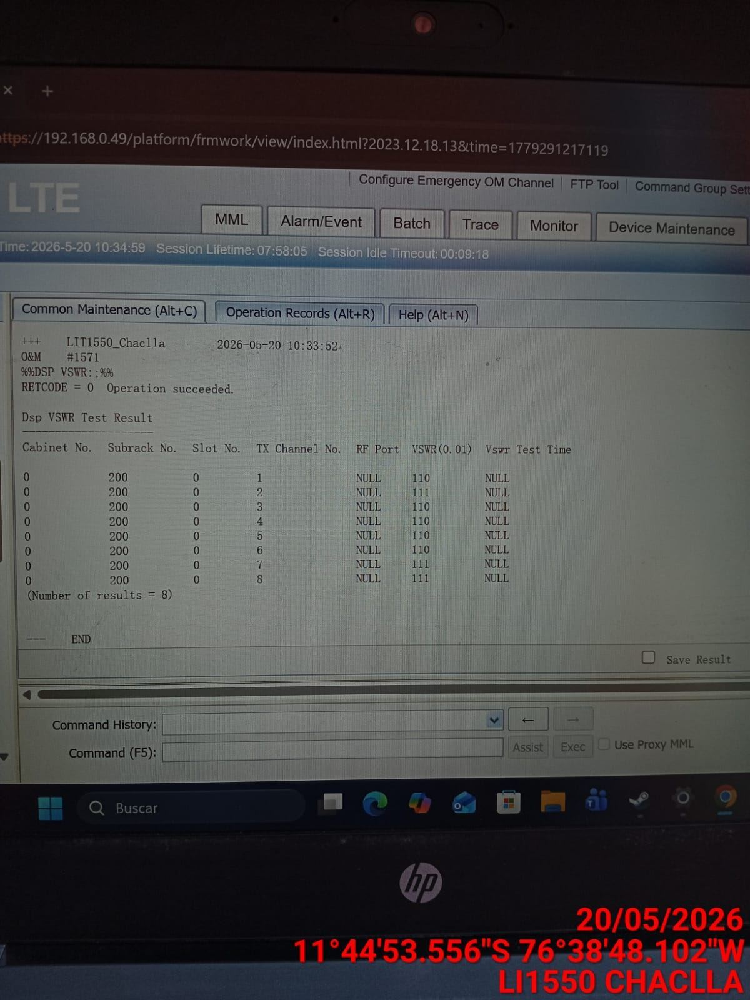 https://192.168.0.49/platform/frmwork/view/index.html?2023.12.18.13&time=1779291217119
LTE
Configure Emergency OM Channel FTP Tool Command Group
MML Alarm/Event Batch Trace Monitor Device Maintenance
Time: 2026-5-20 10:34:59 Session Lifetime: 07:58:05 Session Idle Timeout: 00:09:18
Common Maintenance (Alt+C) Operation Records (Alt+R) Help (Alt+N)
+++ LIT1550_Chaclla 2026-05-20 10:33:52
O&M #1571
%%DSP VSWR:;%%
RETCODE = 0 Operation succeeded.
Dsp VSWR Test Result
--------------------
Cabinet No. Subrack No. Slot No. TX Channel No. RF Port VSWR(0.01) Vswr Test Time
0 200 0 1 NULL 110 NULL
0 200 0 2 NULL 111 NULL
0 200 0 3 NULL 110 NULL
0 200 0 4 NULL 110 NULL
0 200 0 5 NULL 110 NULL
0 200 0 6 NULL 110 NULL
0 200 0 7 NULL 111 NULL
0 200 0 8 NULL 111 NULL
(Number of results = 8)
--- END
Save Result
Command History: ← →
Command (F5): Assist Exec Use Proxy MML
Buscar
hp
20/05/2026
11°44'53.556"S 76°38'48.102"W
LI1550 CHACLLA